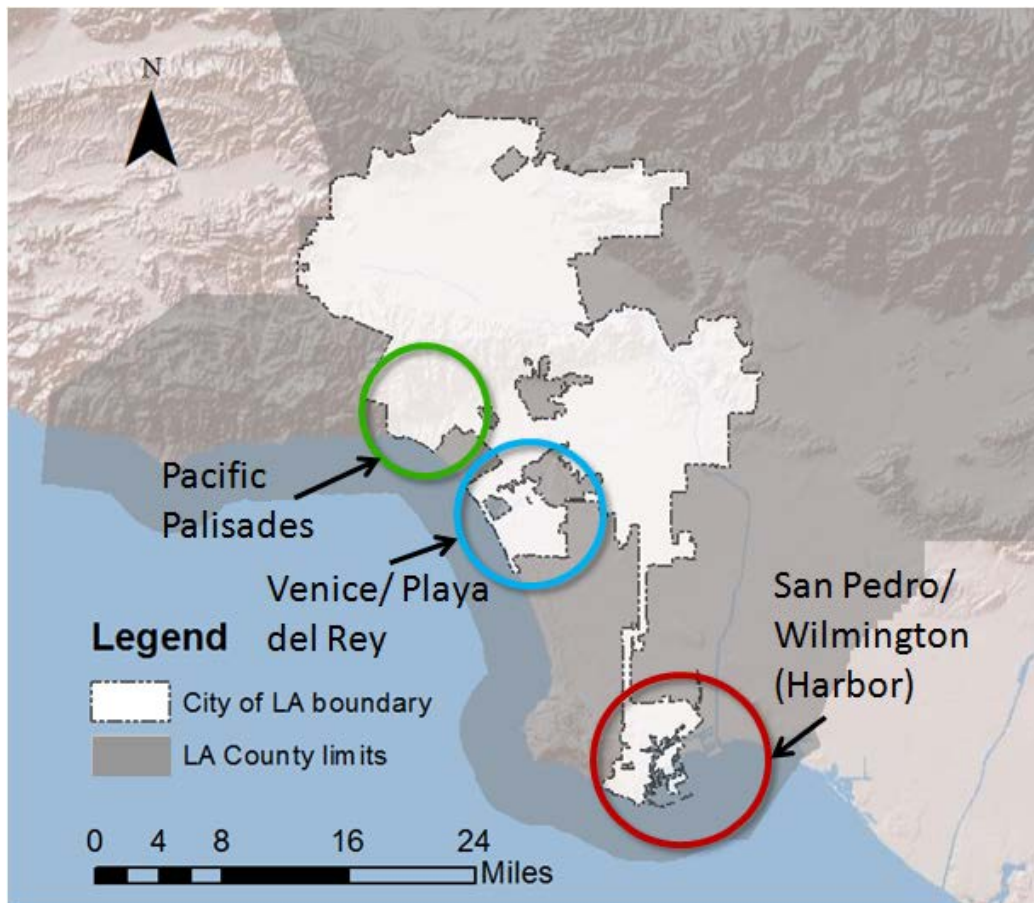 N
Pacific
Palisades
Venice/ Playa
del Rey
San Pedro/
Wilmington
(Harbor)
Legend
City of LA boundary
LA County limits
0 4 8 16 24
Miles